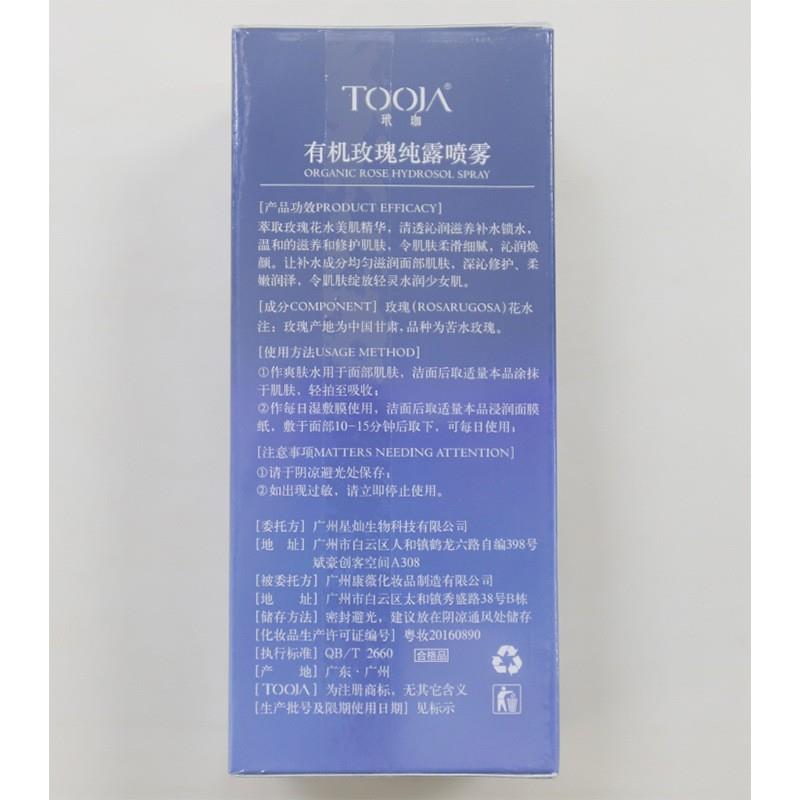 TOOJA®
玳珈
有机玫瑰纯露喷雾
ORGANIC ROSE HYDROSOL SPRAY
[产品功效PRODUCT EFFICACY]
萃取玫瑰花水美肌精华，清透沁润滋养补水锁水，
温和的滋养和修护肌肤，令肌肤柔滑细腻，沁润焕
颜。让补水成分均匀滋润面部肌肤，深沁修护、柔
嫩润泽，令肌肤绽放轻灵水润少女肌。
[成分COMPONENT] 玫瑰(ROSARUGOSA)花水
注：玫瑰产地为中国甘肃,品种为苦水玫瑰。
[使用方法USAGE METHOD]
①作爽肤水用于面部肌肤，洁面后取适量本品涂抹
于肌肤，轻拍至吸收；
②作每日湿敷膜使用，洁面后取适量本品浸润面膜
纸，敷于面部10-15分钟后取下，可每日使用；
[注意事项MATTERS NEEDING ATTENTION]
①请于阴凉避光处保存；
②如出现过敏，请立即停止使用。
[委托方] 广州星灿生物科技有限公司
[地 址] 广州市白云区人和镇鹤龙六路自编398号
斌豪创客空间A308
[被委托方] 广州康薇化妆品制造有限公司
[地 址] 广州市白云区太和镇秀盛路38号B栋
[储存方法] 密封避光，建议放在阴凉通风处储存
[化妆品生产许可证编号] 粤妆20160890
[执行标准] QB/T 2660 合格品
[产 地] 广东·广州
[TOOJA] 为注册商标，无其它含义
[生产批号及限期使用日期] 见标示